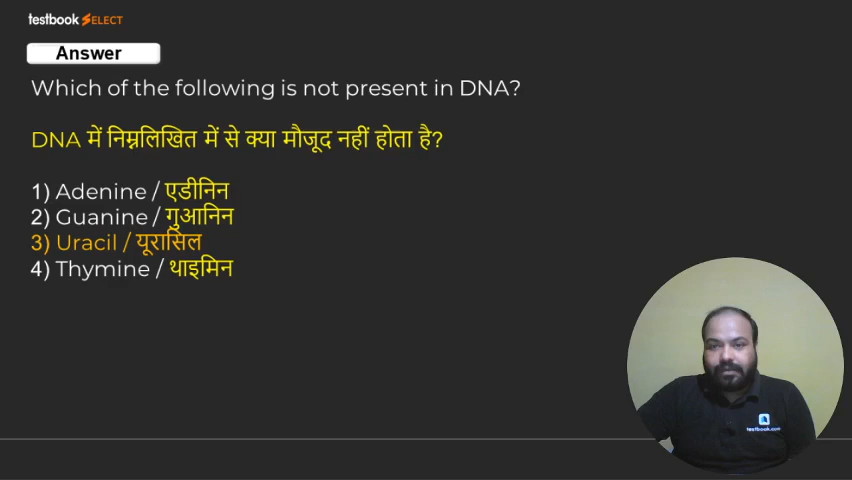 testbook SELECT
Answer
Which of the following is not present in DNA?
DNA में निम्नलिखित में से क्या मौजूद नहीं होता है?
1) Adenine / एडीनिन
2) Guanine / गुआनिन
3) Uracil / यूरासिल
4) Thymine / थाइमिन
testbook.com